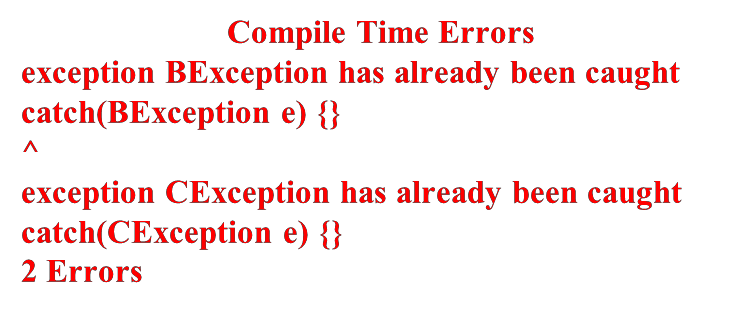 Compile Time Errors
exception BException has already been caught
catch(BException e) {}
^
exception CException has already been caught
catch(CException e) {}
2 Errors